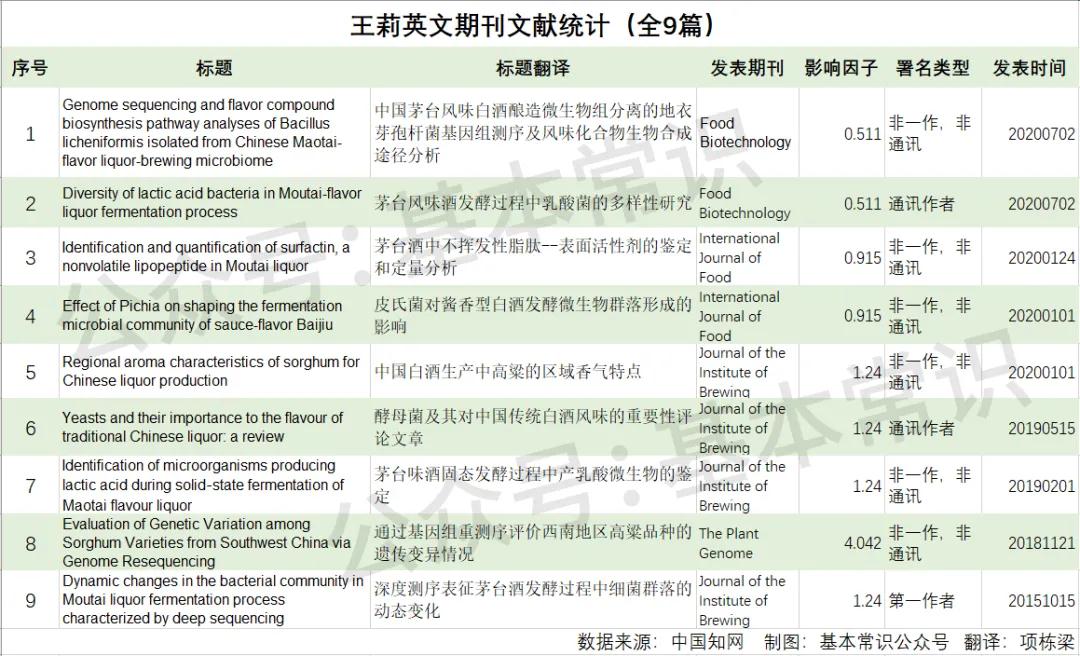 王莉英文期刊文献统计（全9篇）
序号 标题 标题翻译 发表期刊 影响因子 署名类型 发表时间
1
Genome sequencing and flavor compound
biosynthesis pathway analyses of Bacillus
licheniformis isolated from Chinese Maotai-
flavor liquor-brewing microbiome
中国茅台风味白酒酿造微生物组分离的地衣
芽孢杆菌基因组测序及风味化合物生物合成
途径分析
Food
Biotechnology
0.511
非一作，非
通讯
20200702
2
Diversity of lactic acid bacteria in Moutai-flavor
liquor fermentation process
茅台风味酒发酵过程中乳酸菌的多样性研究
Food
Biotechnology
0.511
通讯作者
20200702
3
Identification and quantification of surfactin, a
nonvolatile lipopeptide in Moutai liquor
茅台酒中不挥发性脂肽--表面活性剂的鉴定
和定量分析
International
Journal of
Food
0.915
非一作，非
通讯
20200124
4
Effect of Pichia on shaping the fermentation
microbial community of sauce-flavor Baijiu
皮氏菌对酱香型白酒发酵微生物群落形成的
影响
International
Journal of
Food
0.915
非一作，非
通讯
20200101
5
Regional aroma characteristics of sorghum for
Chinese liquor production
中国白酒生产中高粱的区域香气特点
Journal of the
Institute of
Brewing
1.24
非一作，非
通讯
20200101
6
Yeasts and their importance to the flavour of
traditional Chinese liquor: a review
酵母菌及其对中国传统白酒风味的重要性评
论文章
Journal of the
Institute of
Brewing
1.24
通讯作者
20190515
7
Identification of microorganisms producing
lactic acid during solid-state fermentation of
Maotai flavour liquor
茅台味酒固态发酵过程中产乳酸微生物的鉴
定
Journal of the
Institute of
Brewing
1.24
非一作，非
通讯
20190201
8
Evaluation of Genetic Variation among
Sorghum Varieties from Southwest China via
Genome Resequencing
通过基因组重测序评价西南地区高粱品种的
遗传变异情况
The Plant
Genome
4.042
非一作，非
通讯
20181121
9
Dynamic changes in the bacterial community in
Moutai liquor fermentation process
characterized by deep sequencing
深度测序表征茅台酒发酵过程中细菌群落的
动态变化
Journal of the
Institute of
Brewing
1.24
第一作者
20151015
数据来源：中国知网 制图：基本常识公众号 翻译：项栋梁
公众号：基本常识
公众号：基本常识